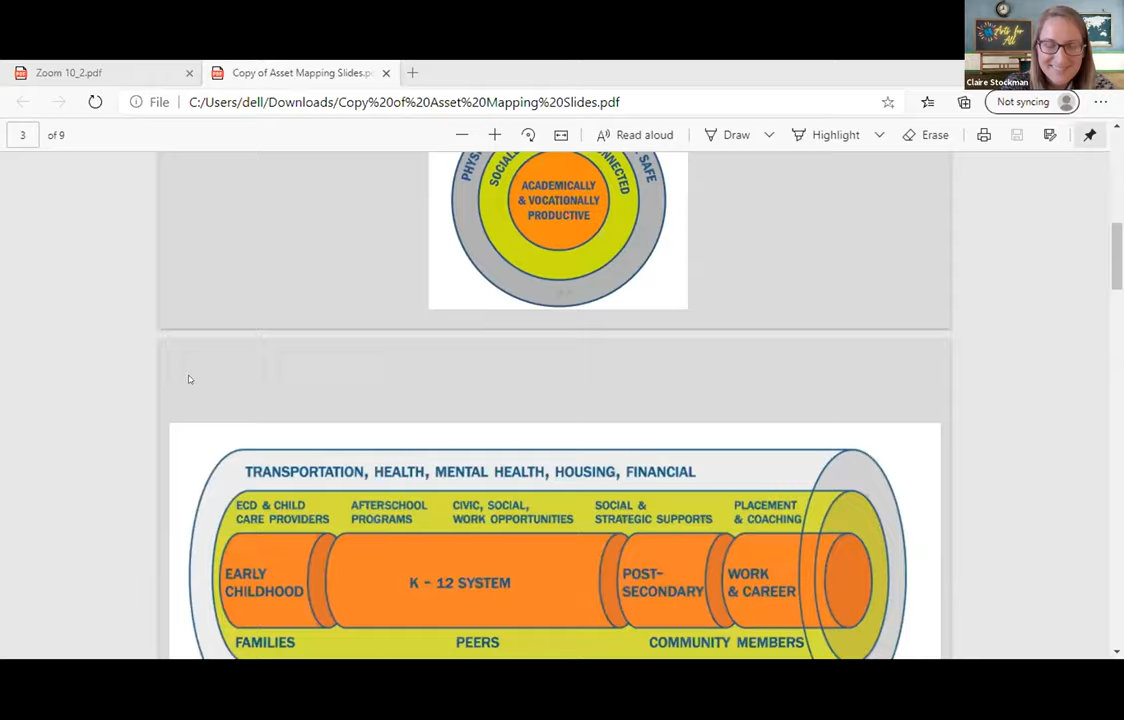 Arts for
All
Claire Stockman
Zoom 10_2.pdf
Copy of Asset Mapping Slides.p
File
C:/Users/dell/Downloads/Copy%20of%20Asset%20Mapping%20Slides.pdf
Not syncing
3
of 9
Read aloud
Draw
Highlight
Erase
SAFE
ACADEMICALLY
& VOCATIONALLY
PRODUCTIVE
TRANSPORTATION, HEALTH, MENTAL HEALTH, HOUSING, FINANCIAL
ECD & CHILD
CARE PROVIDERS
AFTERSCHOOL
PROGRAMS
CIVIC, SOCIAL,
WORK OPPORTUNITIES
SOCIAL &
STRATEGIC SUPPORTS
PLACEMENT
& COACHING
EARLY
CHILDHOOD
K – 12 SYSTEM
POST-
SECONDARY
WORK
& CAREER
FAMILIES
PEERS
COMMUNITY MEMBERS